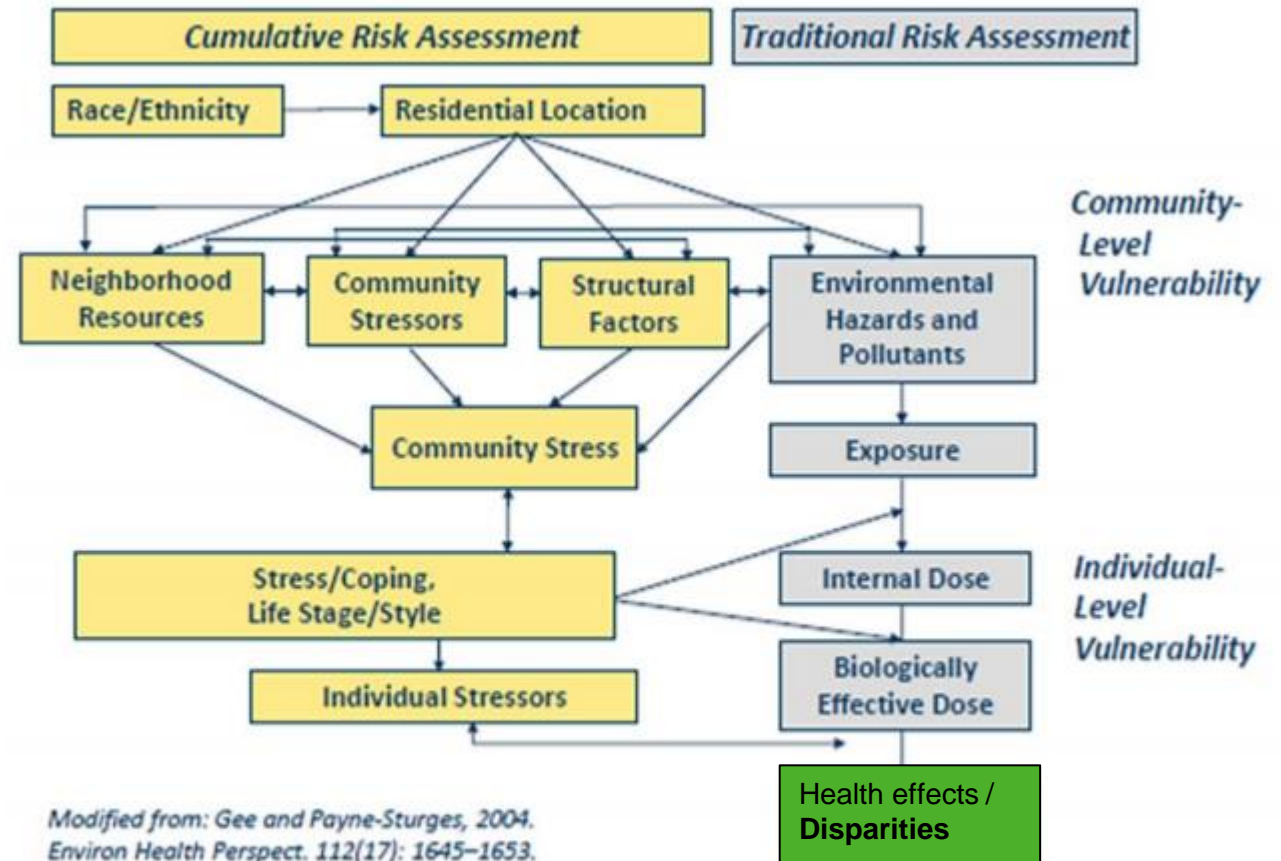 Cumulative Risk Assessment
Traditional Risk Assessment
Race/Ethnicity
Residential Location
Community-
Level
Vulnerability
Neighborhood
Resources
Community
Stressors
Structural
Factors
Environmental
Hazards and
Pollutants
Community Stress
Exposure
Stress/Coping,
Life Stage/Style
Internal Dose
Individual-
Level
Vulnerability
Individual Stressors
Biologically
Effective Dose
Health effects /
Disparities
Modified from: Gee and Payne-Sturges, 2004.
Environ Health Perspect. 112(17): 1645–1653.